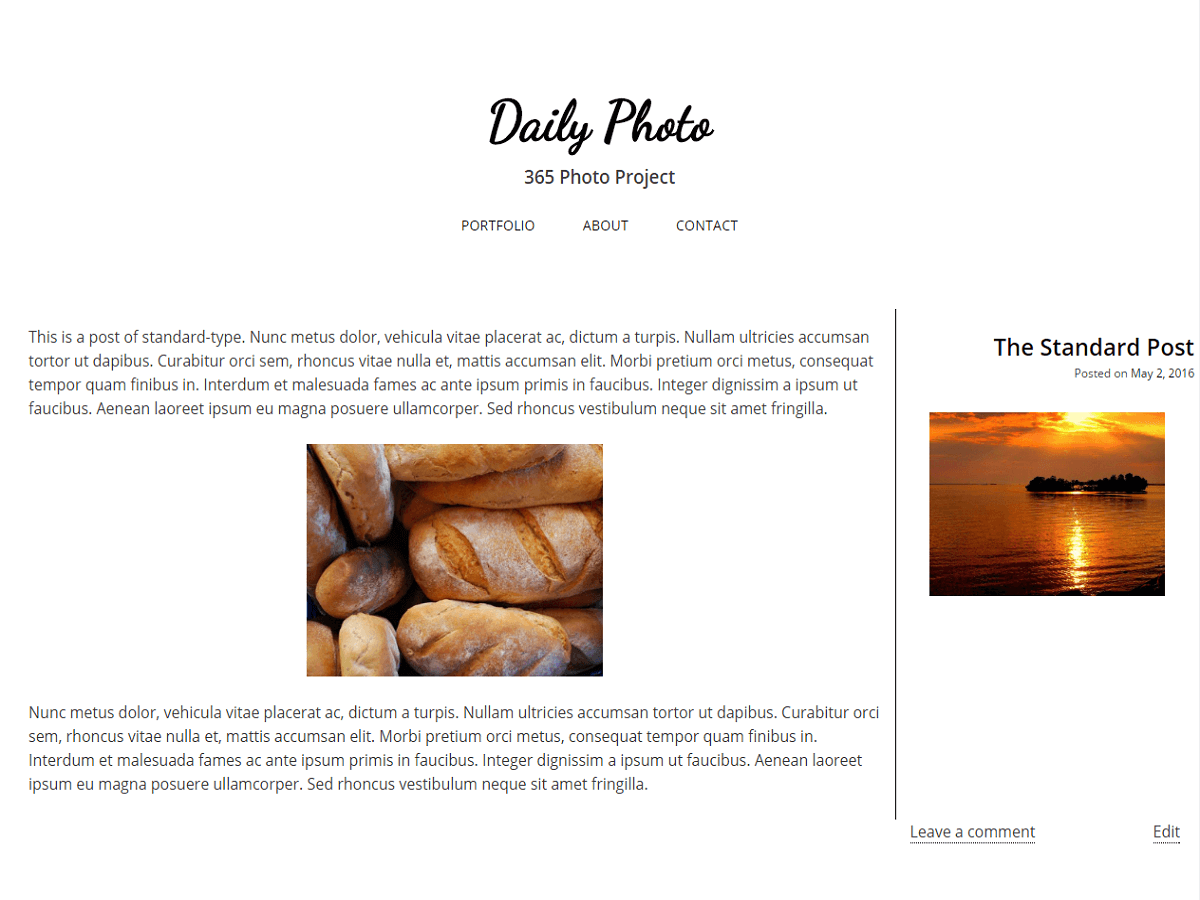 Daily Photo
365 Photo Project
PORTFOLIO ABOUT CONTACT
This is a post of standard-type. Nunc metus dolor, vehicula vitae placerat ac, dictum a turpis. Nullam ultricies accumsan
tortor ut dapibus. Curabitur orci sem, rhoncus vitae nulla et, mattis accumsan elit. Morbi pretium orci metus, consequat
tempor quam finibus in. Interdum et malesuada fames ac ante ipsum primis in faucibus. Integer dignissim a ipsum ut
faucibus. Aenean laoreet ipsum eu magna posuere ullamcorper. Sed rhoncus vestibulum neque sit amet fringilla.
Nunc metus dolor, vehicula vitae placerat ac, dictum a turpis. Nullam ultricies accumsan tortor ut dapibus. Curabitur orci
sem, rhoncus vitae nulla et, mattis accumsan elit. Morbi pretium orci metus, consequat tempor quam finibus in.
Interdum et malesuada fames ac ante ipsum primis in faucibus. Integer dignissim a ipsum ut faucibus. Aenean laoreet
ipsum eu magna posuere ullamcorper. Sed rhoncus vestibulum neque sit amet fringilla.
The Standard Post
Posted on May 2, 2016
Leave a comment Edit